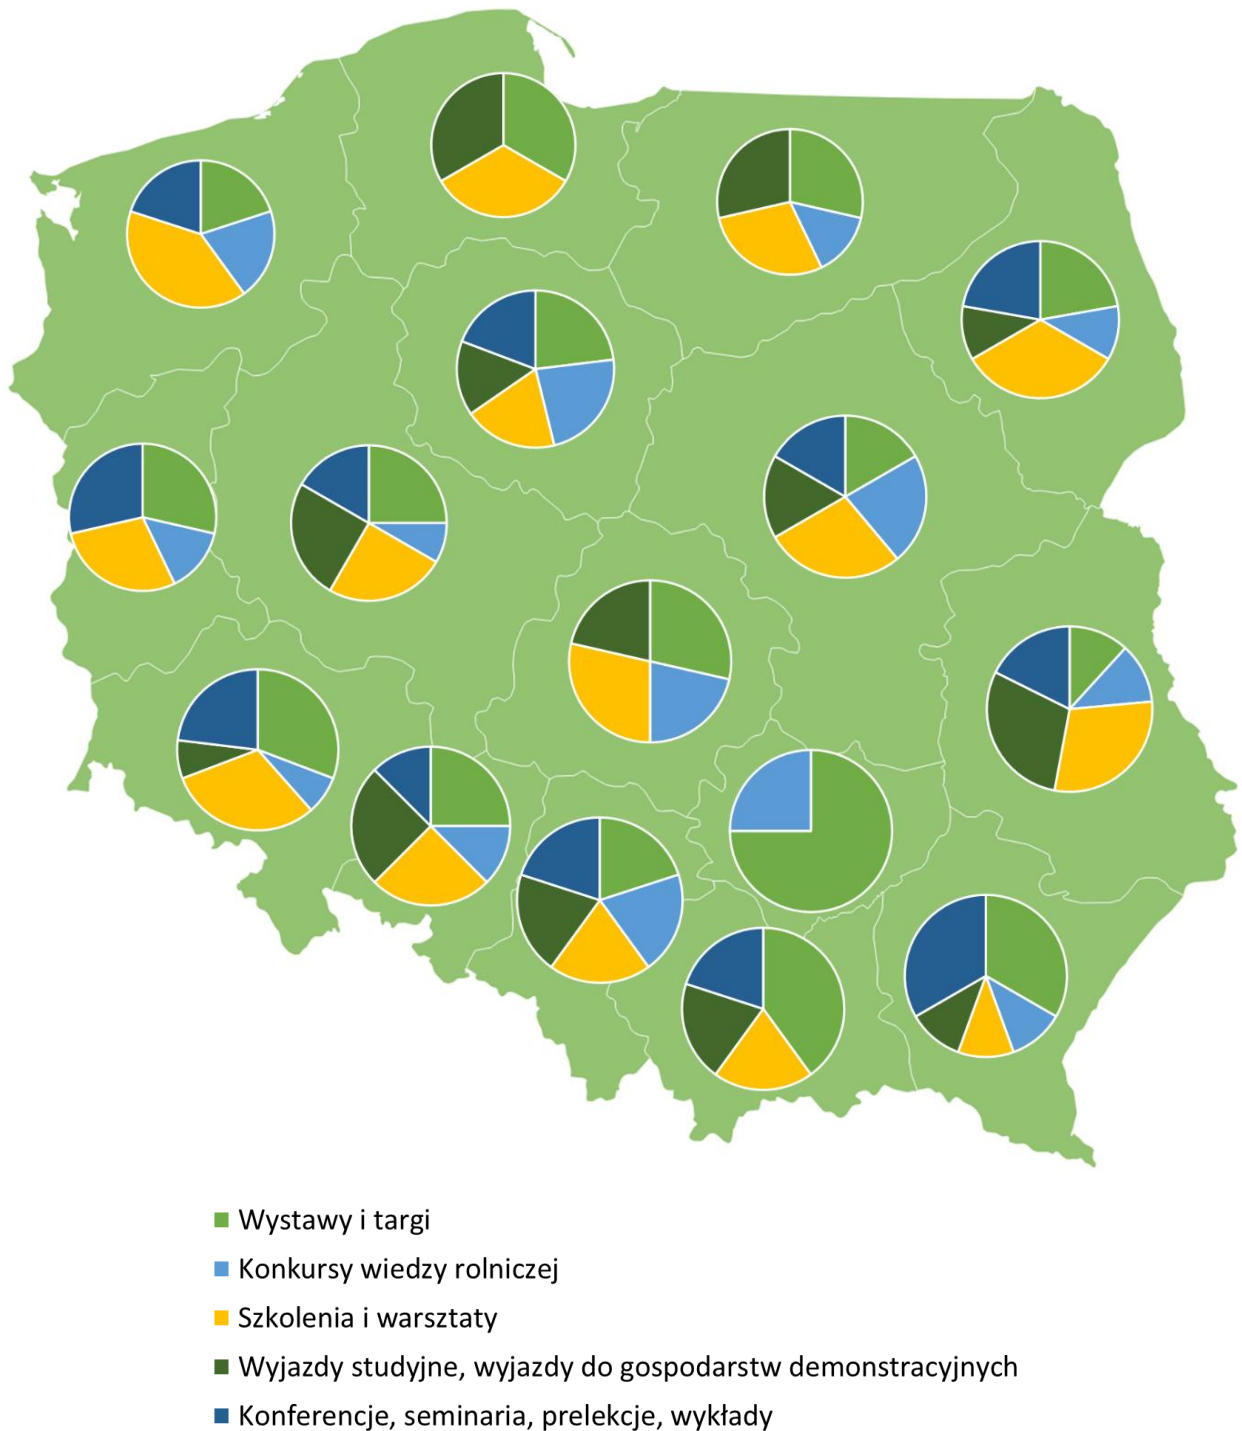 Wystawy i targi
Konkursy wiedzy rolniczej
Szkolenia i warsztaty
Wyjazdy studyjne, wyjazdy do gospodarstw demonstracyjnych
Konferencje, seminaria, prelekcje, wykłady